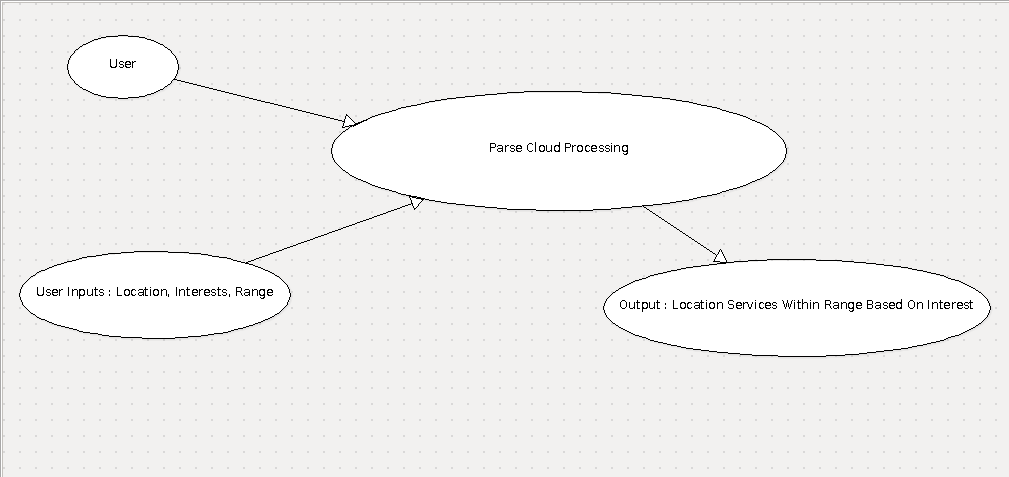 User
Parse Cloud Processing
User Inputs : Location, Interests, Range
Output : Location Services Within Range Based On Interest